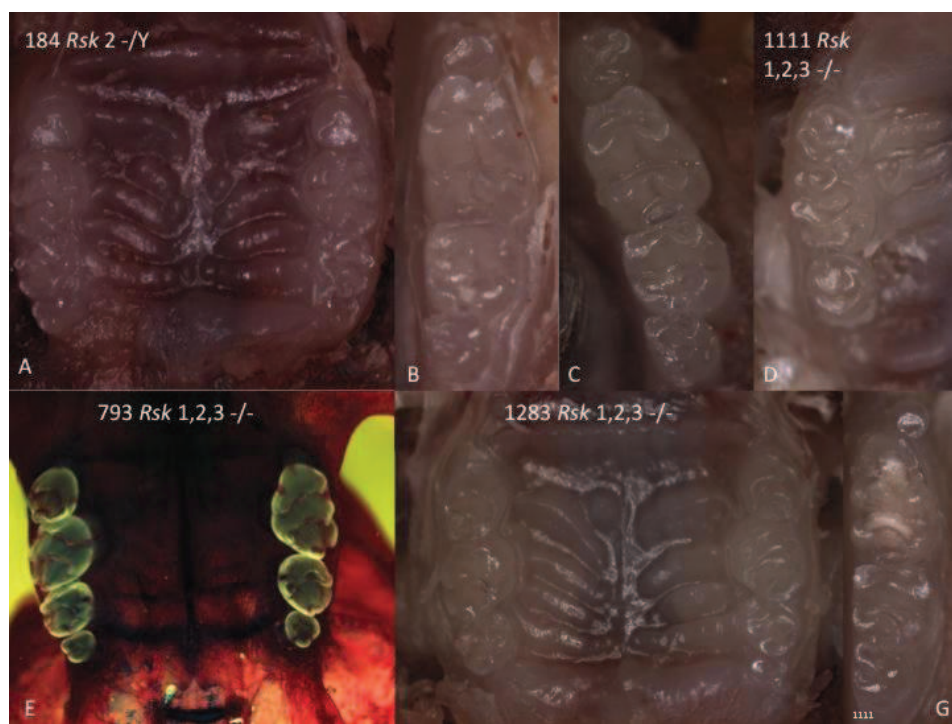 184 Rsk 2 -/Y
1111 Rsk
1,2,3 -/-
A
B
C
D
793 Rsk 1,2,3 -/-
1283 Rsk 1,2,3 -/-
E
1111
G